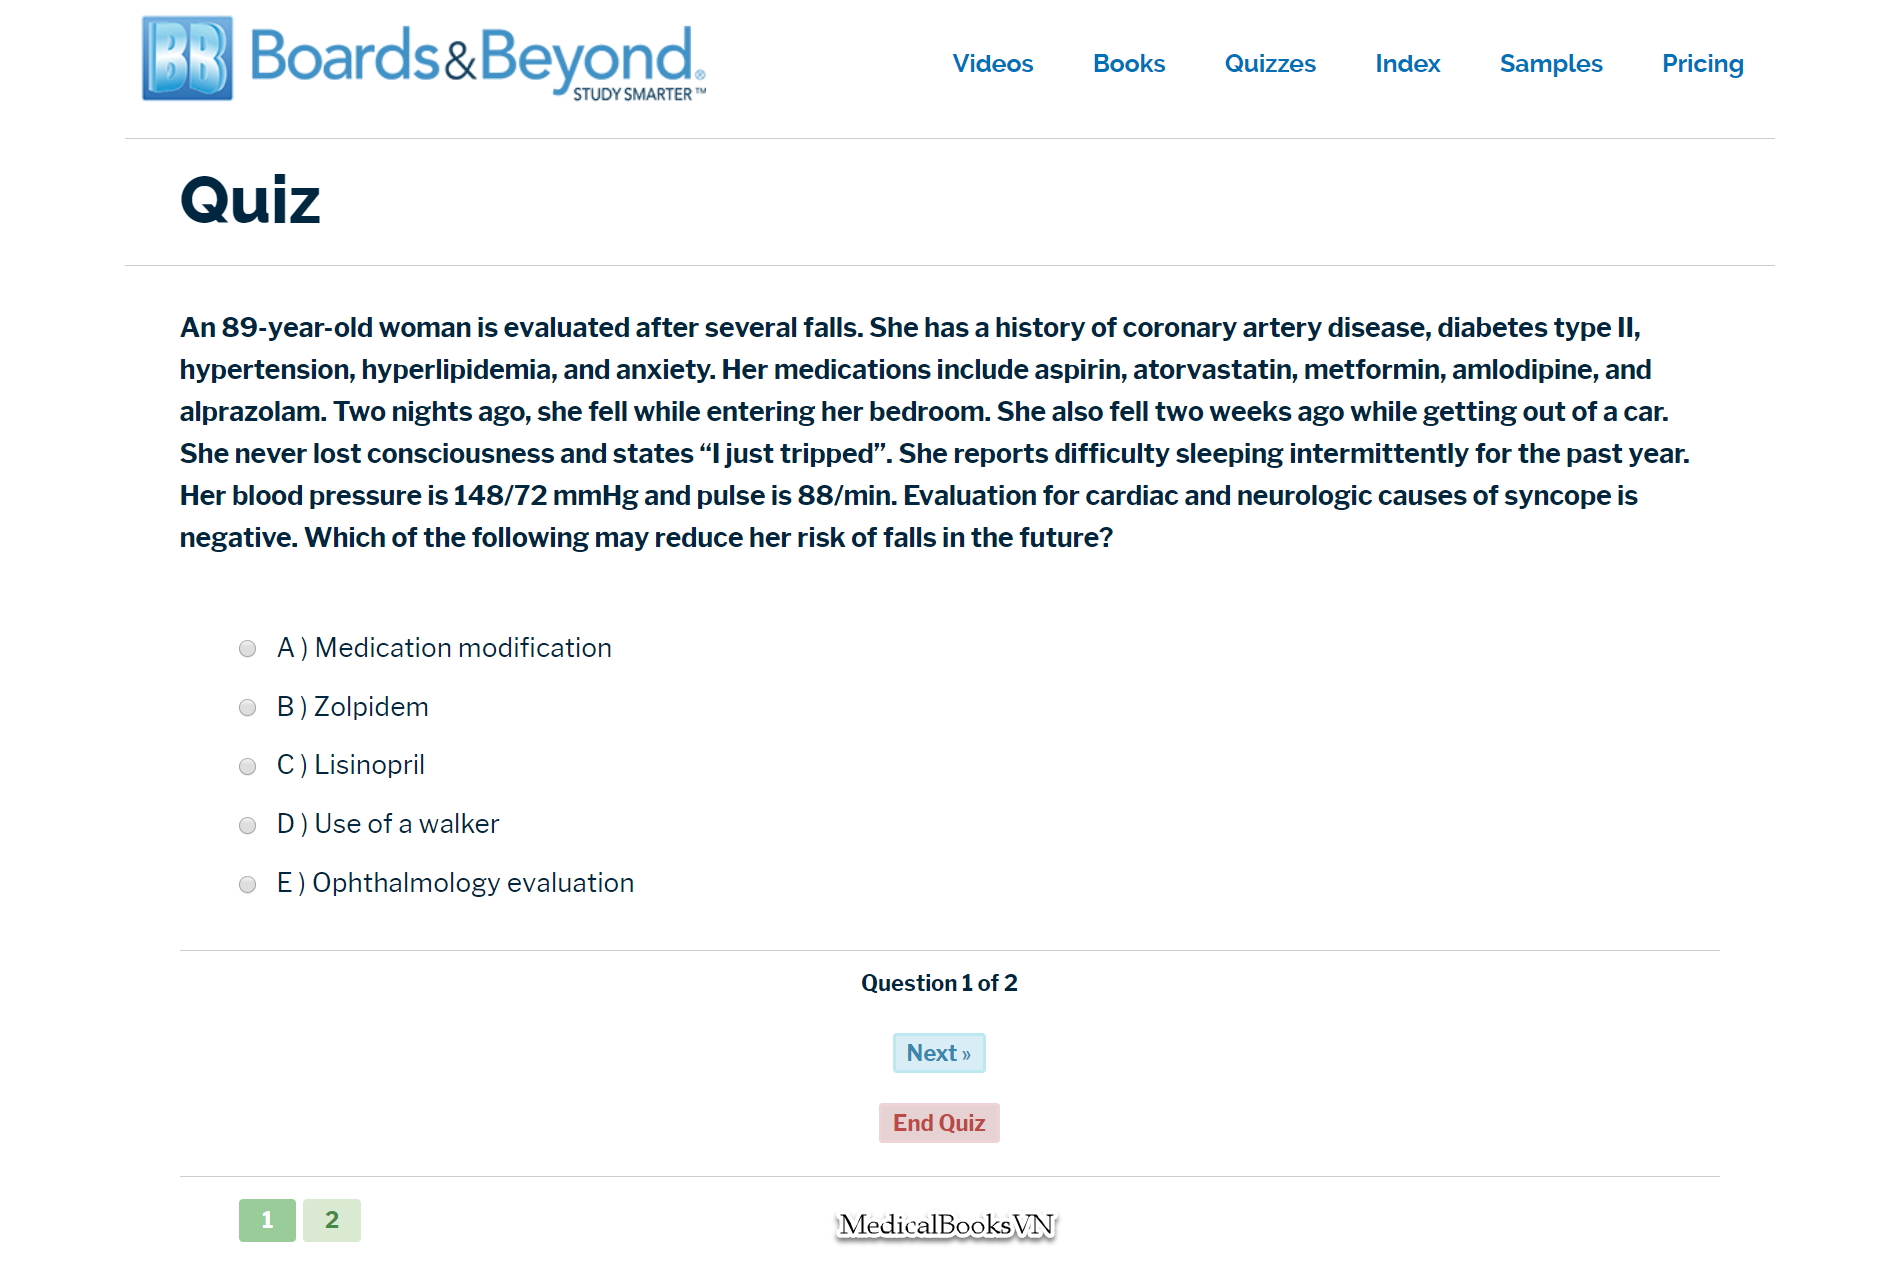 BB Boards&Beyond®
STUDY SMARTER™
Videos Books Quizzes Index Samples Pricing
Quiz
An 89-year-old woman is evaluated after several falls. She has a history of coronary artery disease, diabetes type II,
hypertension, hyperlipidemia, and anxiety. Her medications include aspirin, atorvastatin, metformin, amlodipine, and
alprazolam. Two nights ago, she fell while entering her bedroom. She also fell two weeks ago while getting out of a car.
She never lost consciousness and states “I just tripped”. She reports difficulty sleeping intermittently for the past year.
Her blood pressure is 148/72 mmHg and pulse is 88/min. Evaluation for cardiac and neurologic causes of syncope is
negative. Which of the following may reduce her risk of falls in the future?
A ) Medication modification
B ) Zolpidem
C ) Lisinopril
D ) Use of a walker
E ) Ophthalmology evaluation
Question 1 of 2
Next »
End Quiz
1 2
MedicalBooksVN